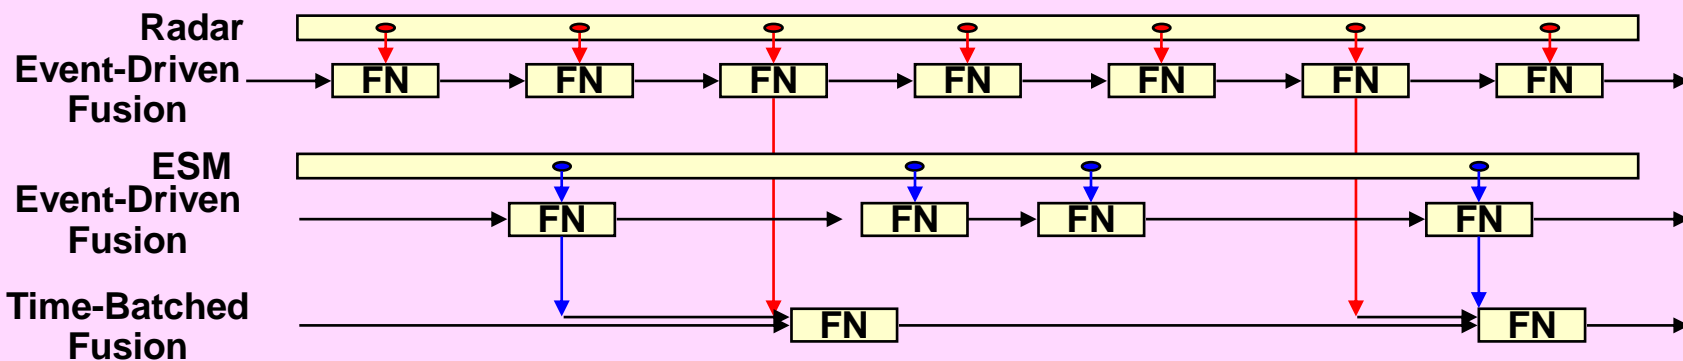 Radar
Event-Driven
Fusion
FN FN FN FN FN FN FN
ESM
Event-Driven
Fusion
FN FN FN FN
Time-Batched
Fusion
FN FN